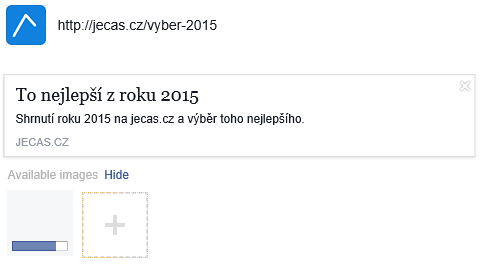 http://jecas.cz/vyber-2015
To nejlepší z roku 2015
Shrnutí roku 2015 na jecas.cz a výběr toho nejlepšího.
JECAS.CZ
Available images Hide